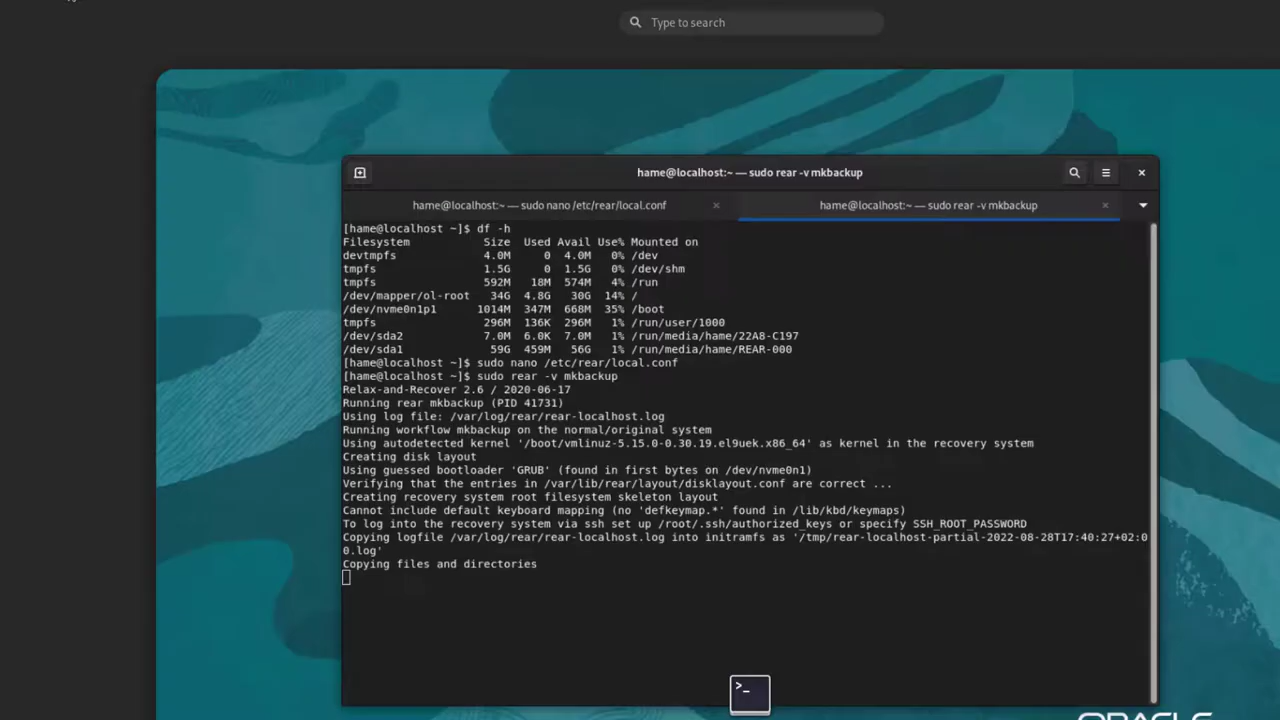 Type to search
hame@localhost:~ — sudo rear -v mkbackup
hame@localhost:~ — sudo nano /etc/rear/local.conf
hame@localhost:~ — sudo rear -v mkbackup
[hame@localhost ~]$ df -h
Filesystem Size Used Avail Use% Mounted on
devtmpfs 4.0M 0 4.0M 0% /dev
tmpfs 1.5G 0 1.5G 0% /dev/shm
tmpfs 592M 18M 574M 4% /run
/dev/mapper/ol-root 34G 4.8G 30G 14% /
/dev/nvme0n1p1 1014M 347M 668M 35% /boot
tmpfs 296M 136K 296M 1% /run/user/1000
/dev/sda2 7.0M 6.0K 7.0M 1% /run/media/hame/22A8-C197
/dev/sda1 59G 459M 56G 1% /run/media/hame/REAR-000
[hame@localhost ~]$ sudo nano /etc/rear/local.conf
[hame@localhost ~]$ sudo rear -v mkbackup
Relax-and-Recover 2.6 / 2020-06-17
Running rear mkbackup (PID 41731)
Using log file: /var/log/rear/rear-localhost.log
Running workflow mkbackup on the normal/original system
Using autodetected kernel '/boot/vmlinuz-5.15.0-0.30.19.el9uek.x86_64' as kernel in the recovery system
Creating disk layout
Using guessed bootloader 'GRUB' (found in first bytes on /dev/nvme0n1)
Verifying that the entries in /var/lib/rear/layout/disklayout.conf are correct ...
Creating recovery system root filesystem skeleton layout
Cannot include default keyboard mapping (no 'defkeymap.*' found in /lib/kbd/keymaps)
To log into the recovery system via ssh set up /root/.ssh/authorized_keys or specify SSH_ROOT_PASSWORD
Copying logfile /var/log/rear/rear-localhost.log into initramfs as '/tmp/rear-localhost-partial-2022-08-28T17:40:27+02:0
0.log'
Copying files and directories
>_
ORACLE